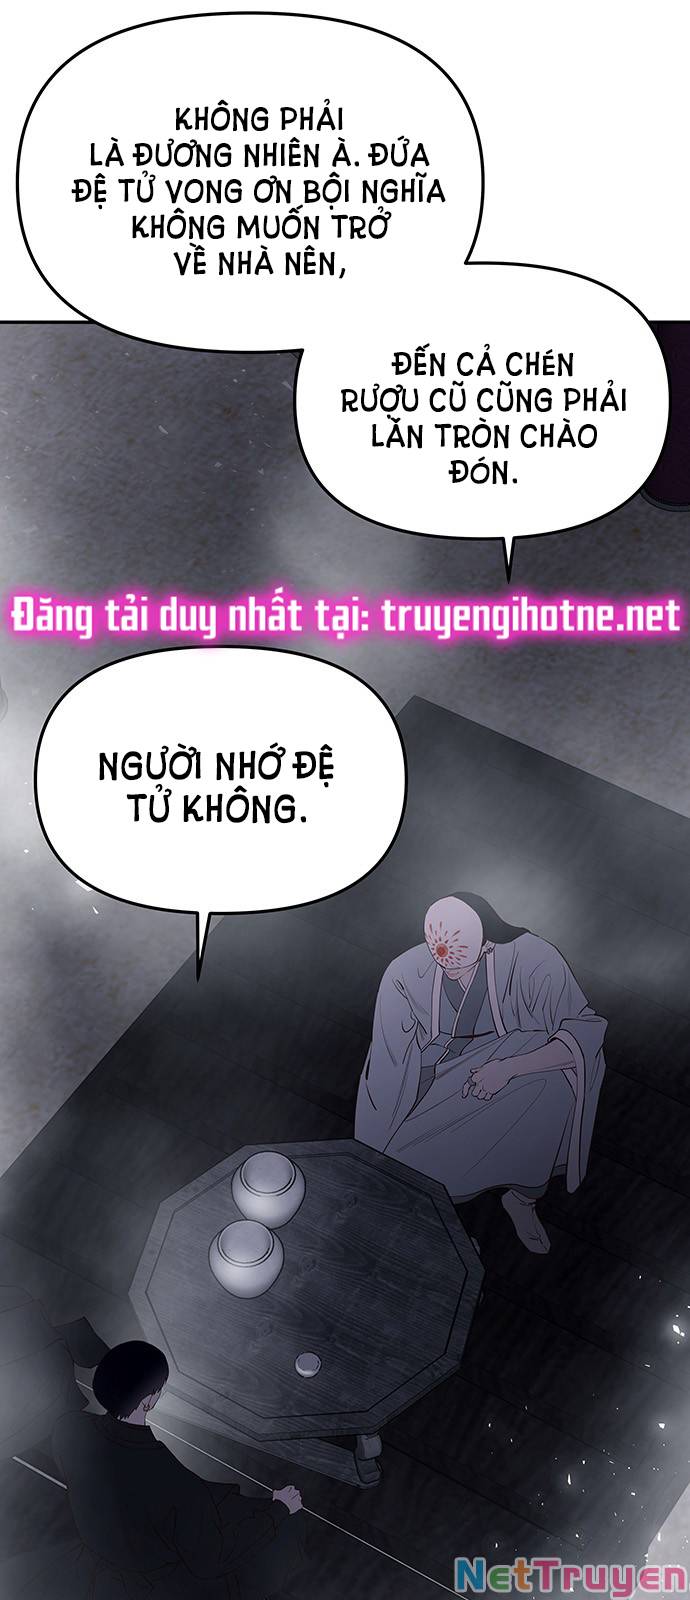 KHÔNG PHẢI
LÀ ĐƯƠNG NHIÊN À. ĐỨA
ĐỆ TỬ VONG ƠN BỘI NGHĨA
KHÔNG MUỐN TRỞ
VỀ NHÀ NÊN,
ĐẾN CẢ CHÉN
RƯỢU CŨ CŨNG PHẢI
LĂN TRÒN CHÀO
ĐÓN.
Đăng tải duy nhất tại: truyengihotne.net
NGƯỜI NHỚ ĐỆ
TỬ KHÔNG.
NetTruyen